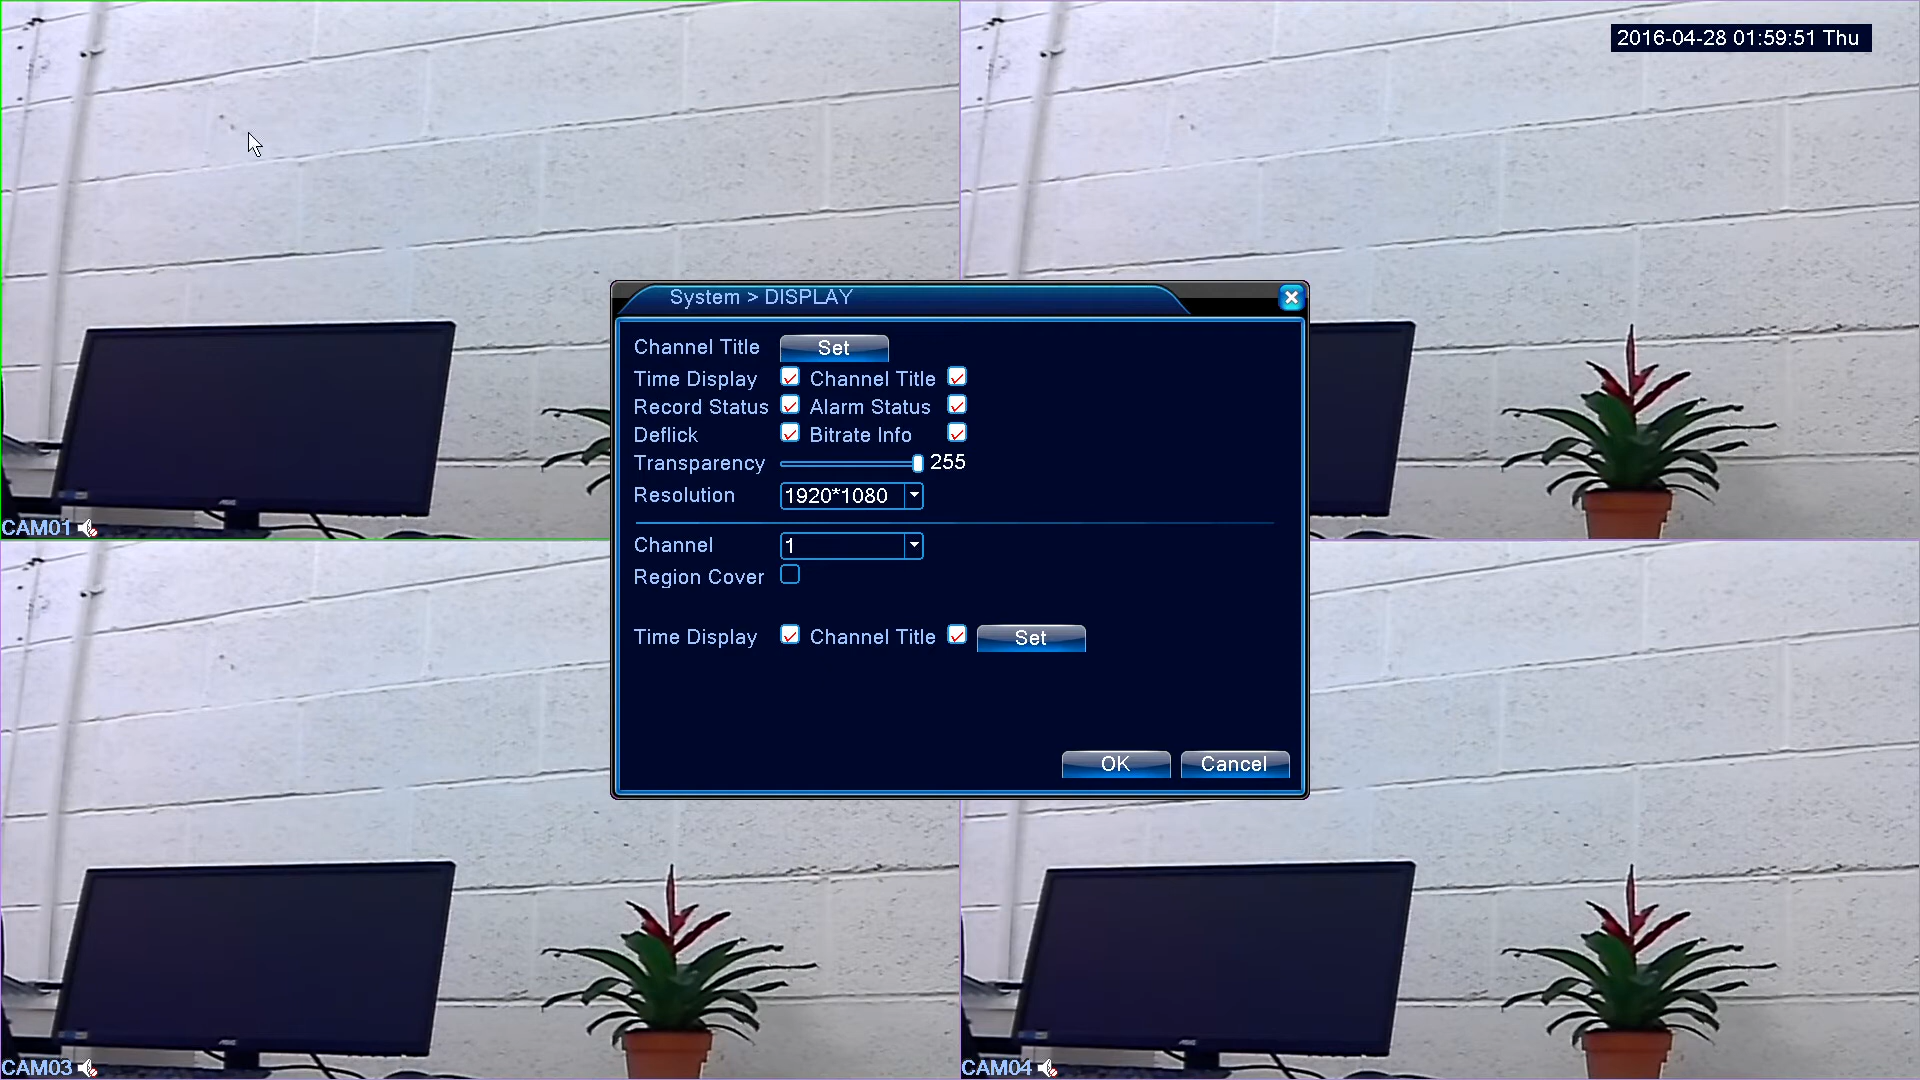 2016-04-28 01:59:51 Thu
System > DISPLAY
Channel Title Set
Time Display Channel Title
Record Status Alarm Status
Deflick Bitrate Info
Transparency 255
Resolution 1920*1080
CAM01
Channel 1
Region Cover
Time Display Channel Title Set
OK Cancel
CAM03 CAM04